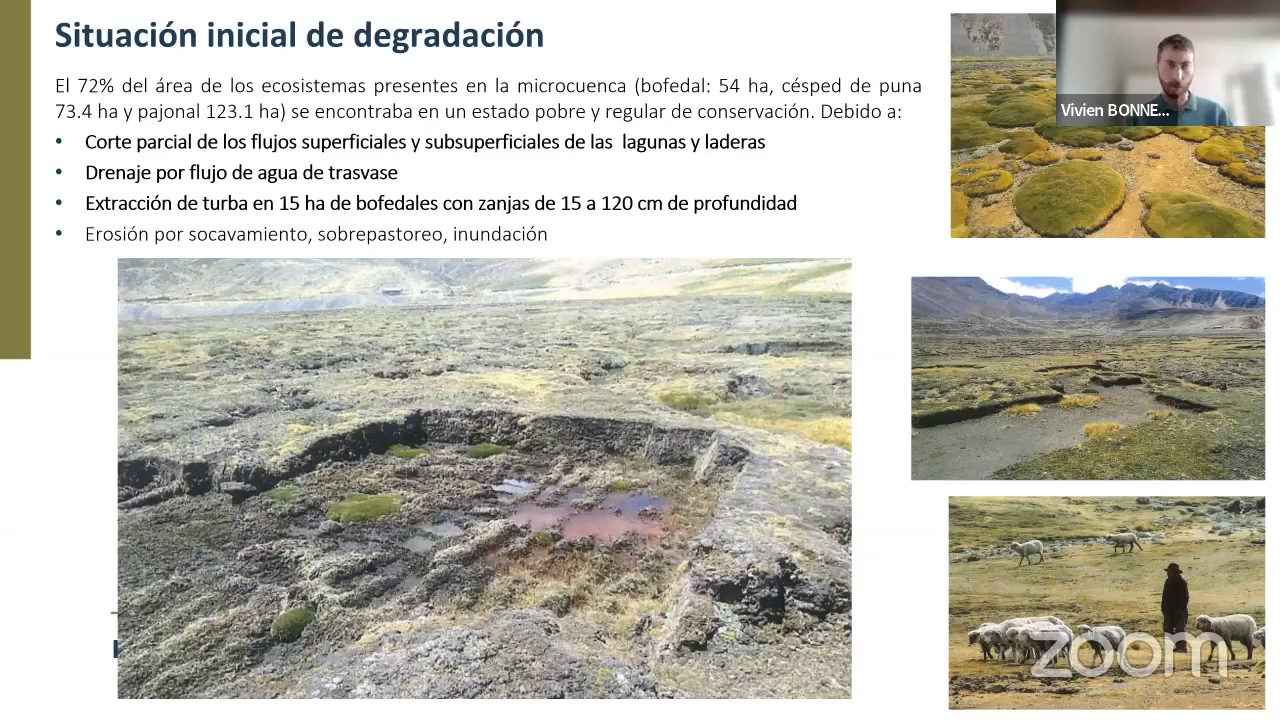 Situación inicial de degradación
El 72% del área de los ecosistemas presentes en la microcuenca (bofedal: 54 ha, césped de puna
73.4 ha y pajonal 123.1 ha) se encontraba en un estado pobre y regular de conservación. Debido a:
• Corte parcial de los flujos superficiales y subsuperficiales de las lagunas y laderas
• Drenaje por flujo de agua de trasvase
• Extracción de turba en 15 ha de bofedales con zanjas de 15 a 120 cm de profundidad
• Erosión por socavamiento, sobrepastoreo, inundación
Vivien BONNE...
zoom